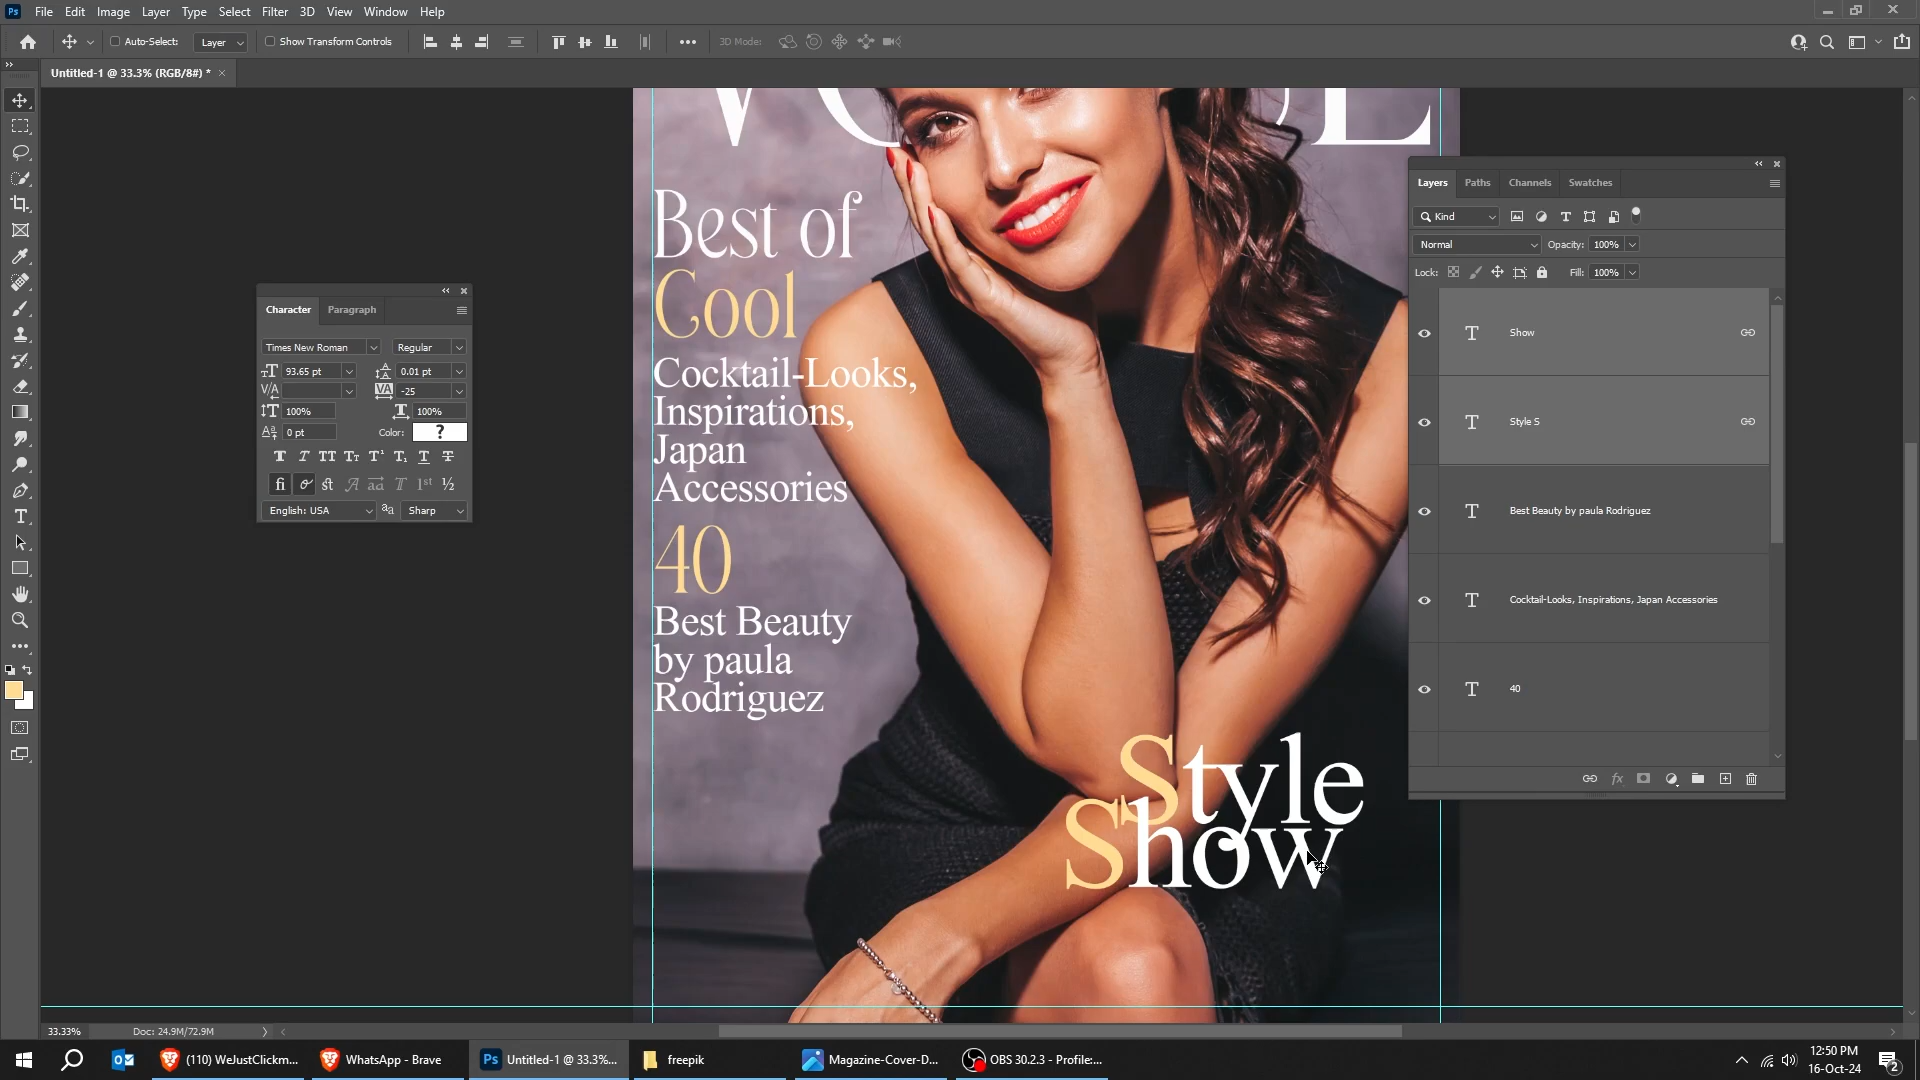 Ps File Edit Image Layer Type Select Filter 3D View Window Help
Auto-Select: Layer Show Transform Controls 3D Mode:
Untitled-1 @ 33.3% (RGB/8#) *
Best of
Cool
Cocktail-Looks,
Inspirations,
Japan
Accessories
40
Best Beauty
by paula
Rodriguez
Style
Show
Character Paragraph
Times New Roman Regular
93.65 pt 0.01 pt
-25
100% 100%
0 pt Color: ?
English: USA Sharp
Layers Paths Channels Swatches
Kind
Normal Opacity: 100%
Lock: Fill: 100%
Show
Style S
Best Beauty by paula Rodriguez
Cocktail-Looks, Inspirations, Japan Accessories
40
33.33% Doc: 24.9M/72.9M
(110) WeJustClickm...
WhatsApp - Brave
Ps Untitled-1 @ 33.3%...
freepik
Magazine-Cover-D...
OBS 30.2.3 - Profile:...
12:50 PM
16-Oct-24
2